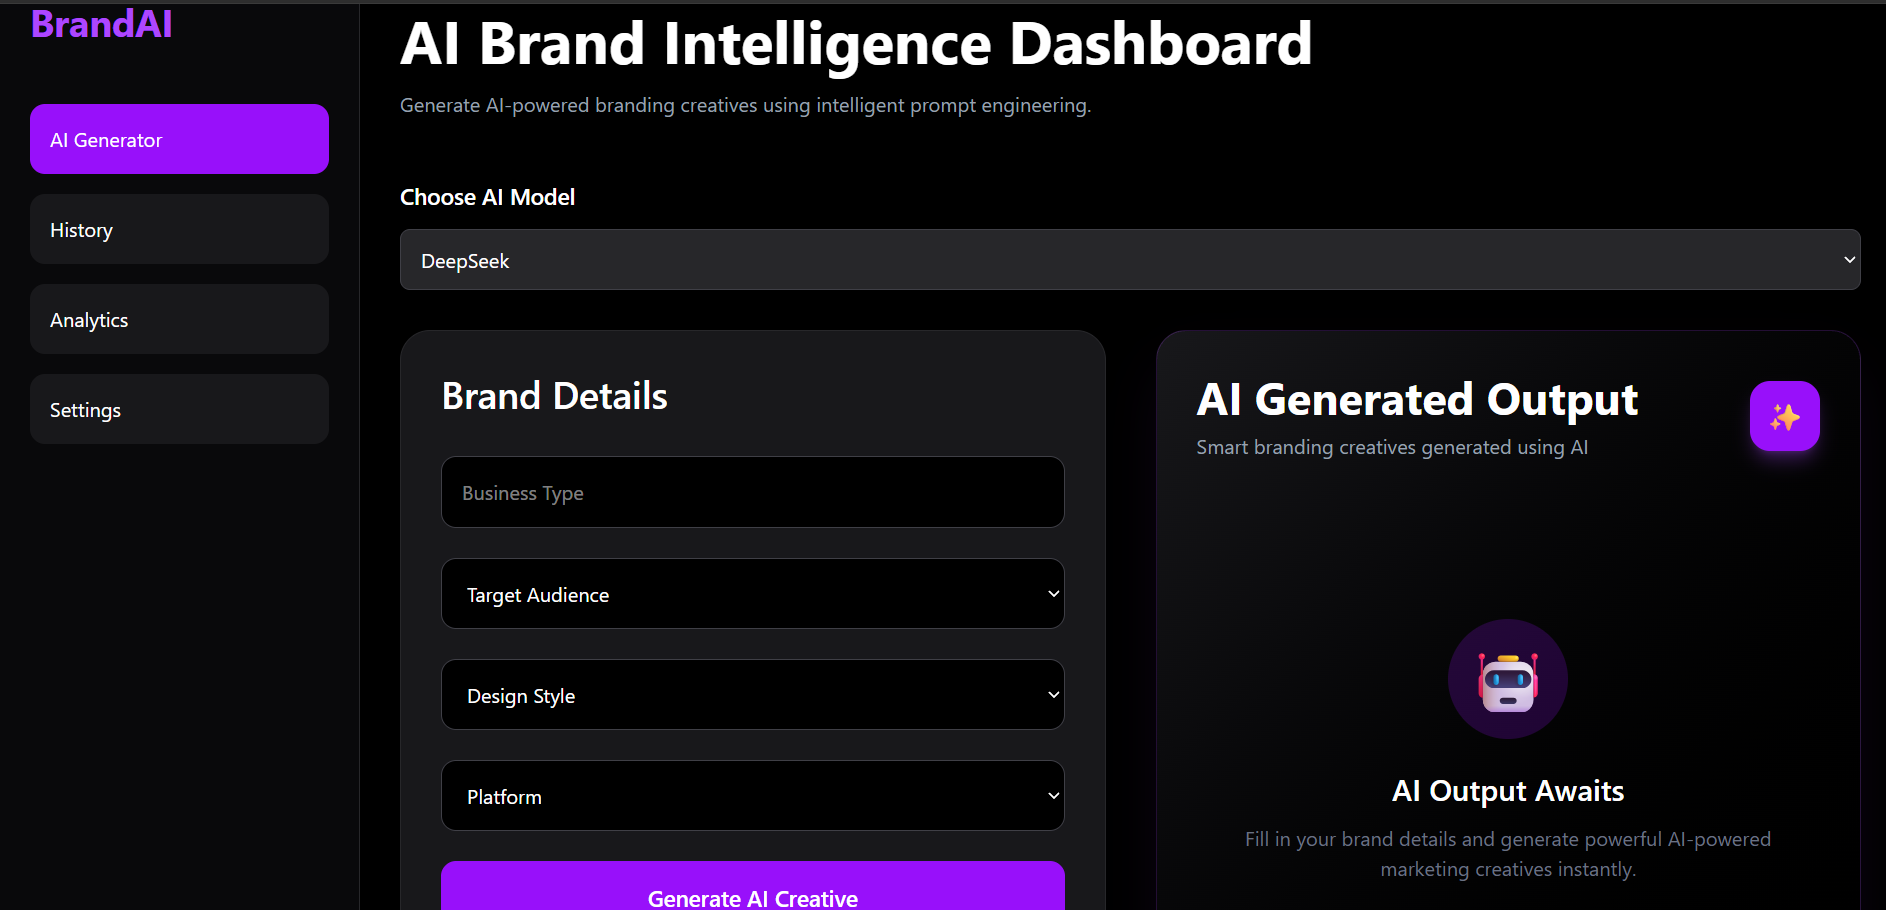 BrandAI
AI Generator
History
Analytics
Settings
AI Brand Intelligence Dashboard
Generate AI-powered branding creatives using intelligent prompt engineering.
Choose AI Model
DeepSeek
Brand Details
Business Type
Target Audience
Design Style
Platform
Generate AI Creative
AI Generated Output
Smart branding creatives generated using AI
AI Output Awaits
Fill in your brand details and generate powerful AI-powered
marketing creatives instantly.